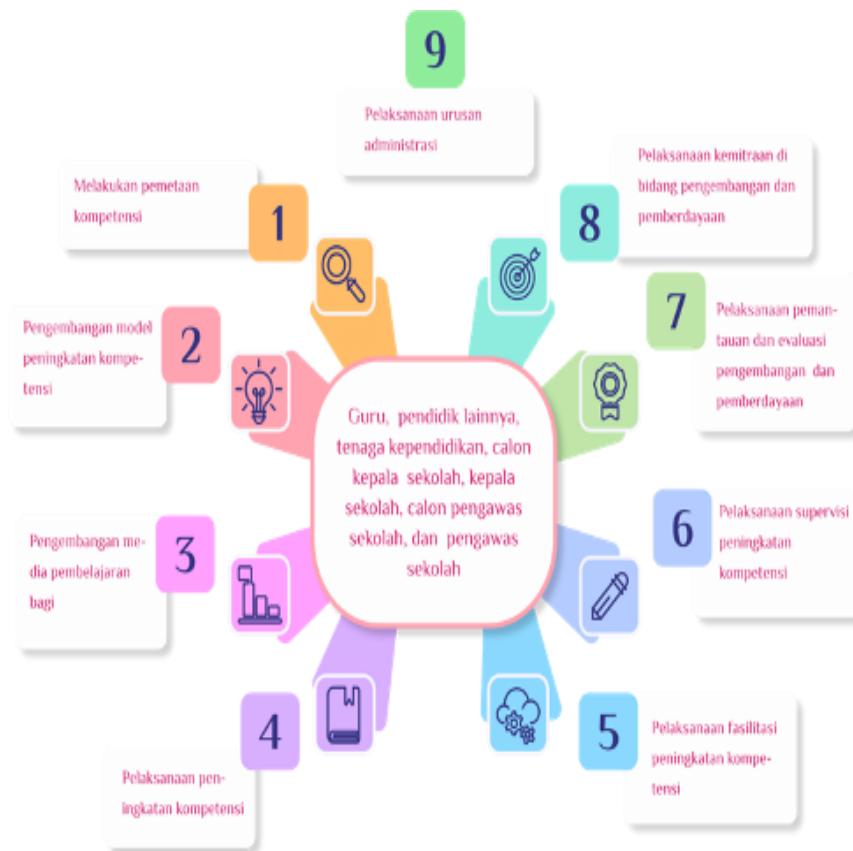 9
Pelaksanaan urusan
administrasi
Melakukan pemetaan
kompetensi
1
8
Pelaksanaan kemitraan di
bidang pengembangan dan
pemberdayaan
Pengembangan model
peningkatan kompe-
tensi
2
7
Pelaksanaan peman-
tauan dan evaluasi
pengembangan dan
pemberdayaan
Guru, pendidik lainnya,
tenaga kependidikan, calon
kepala sekolah, kepala
sekolah, calon pengawas
sekolah, dan pengawas
sekolah
Pengembangan me-
dia pembelajaran
bagi
3
6
Pelaksanaan supervisi
peningkatan
kompetensi
4
Pelaksanaan pen-
ingkatan kompetensi
5
Pelaksanaan fasilitasi
peningkatan kompe-
tensi